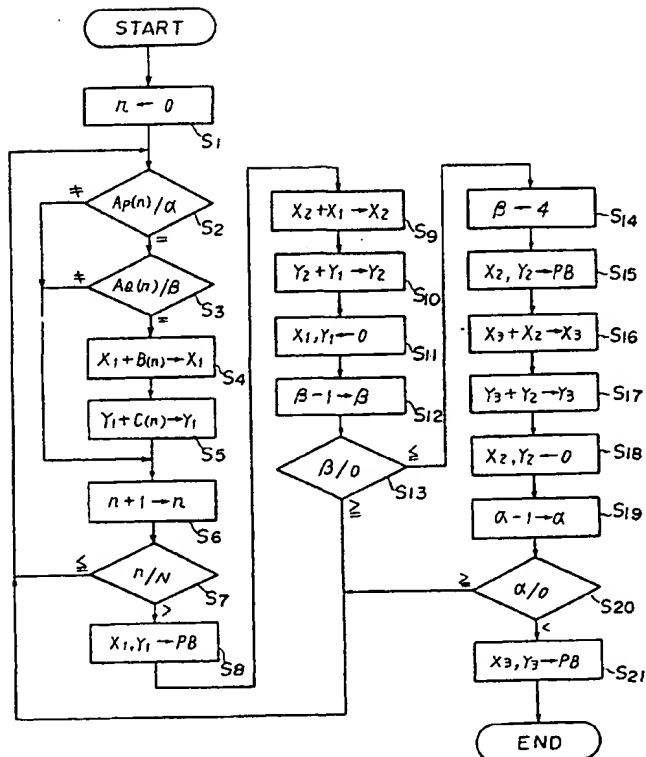 START
n ← 0
S1
≠
Ap(n)/α
S2
=
≠
AQ(n)/β
S3
=
X1+B(n)→X1
S4
Y1+C(n)→Y1
S5
n+1→n
S6
≦
n/N
S7
>
X1,Y1→PB
S8
X2+X1→X2
S9
Y2+Y1→Y2
S10
X1,Y1←0
S11
β-1→β
S12
β/0
≦
S13
≧
β←4
S14
X2,Y2→PB
S15
X3+X2→X3
S16
Y3+Y2→Y3
S17
X2,Y2←0
S18
α-1→α
S19
≧
α/0
S20
<
X3,Y3→PB
S21
END